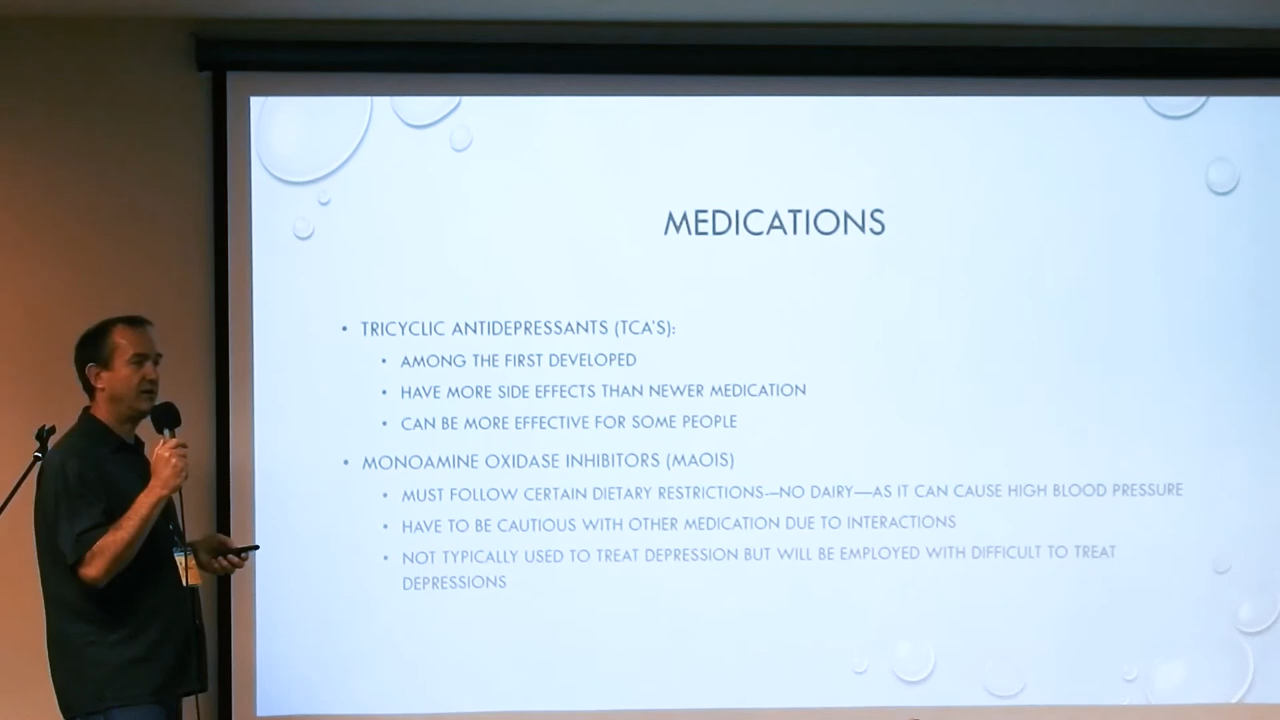 MEDICATIONS
• TRICYCLIC ANTIDEPRESSANTS (TCA'S):
• AMONG THE FIRST DEVELOPED
• HAVE MORE SIDE EFFECTS THAN NEWER MEDICATION
• CAN BE MORE EFFECTIVE FOR SOME PEOPLE
• MONOAMINE OXIDASE INHIBITORS (MAOIS)
• MUST FOLLOW CERTAIN DIETARY RESTRICTIONS--NO DAIRY—AS IT CAN CAUSE HIGH BLOOD PRESSURE
• HAVE TO BE CAUTIOUS WITH OTHER MEDICATION DUE TO INTERACTIONS
• NOT TYPICALLY USED TO TREAT DEPRESSION BUT WILL BE EMPLOYED WITH DIFFICULT TO TREAT
DEPRESSIONS